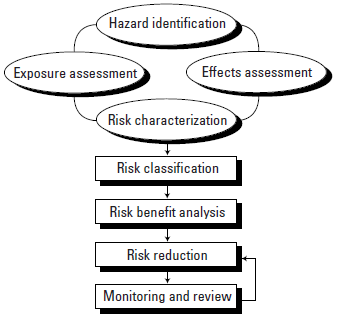 Hazard identification
Exposure assessment
Effects assessment
Risk characterization
Risk classification
Risk benefit analysis
Risk reduction
Monitoring and review